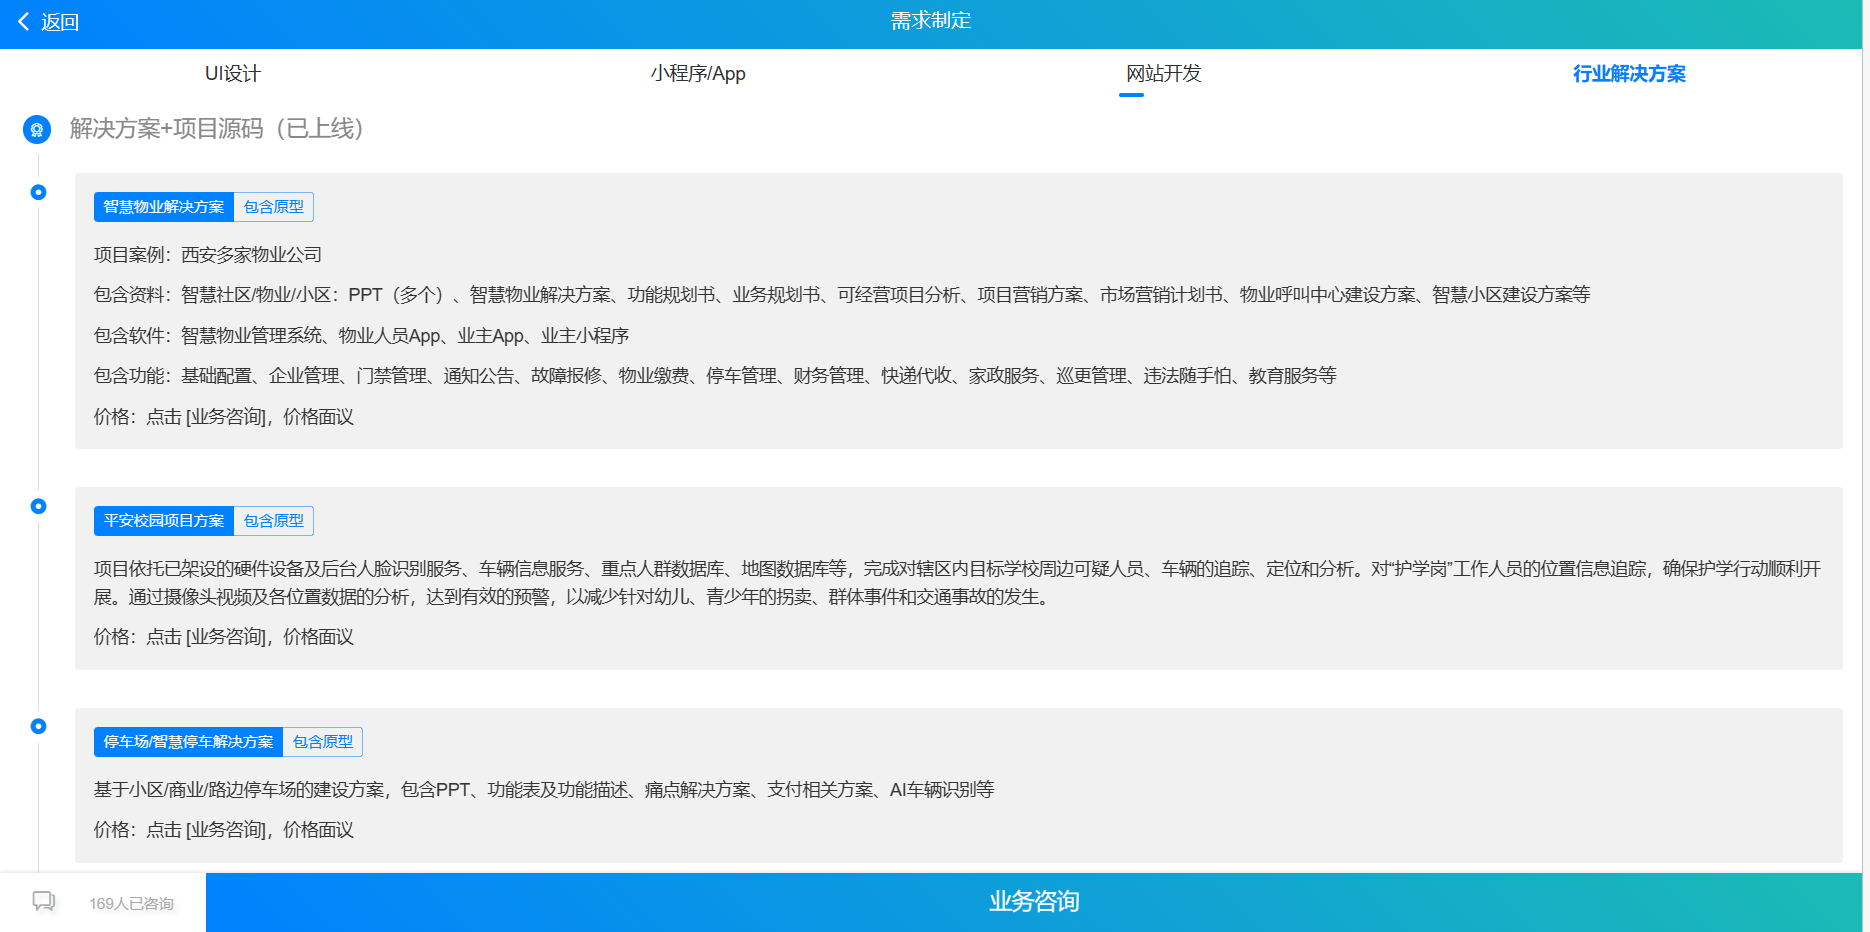 返回
需求制定
UI设计
小程序/App
网站开发
行业解决方案
解决方案+项目源码（已上线）
智慧物业解决方案 包含原型
项目案例：西安多家物业公司
包含资料：智慧社区/物业/小区：PPT（多个）、智慧物业解决方案、功能规划书、业务规划书、可经营项目分析、项目营销方案、市场营销计划书、物业呼叫中心建设方案、智慧小区建设方案等
包含软件：智慧物业管理系统、物业人员App、业主App、业主小程序
包含功能：基础配置、企业管理、门禁管理、通知公告、故障报修、物业缴费、停车管理、财务管理、快递代收、家政服务、巡更管理、违法随手怕、教育服务等
价格：点击 [业务咨询]，价格面议
平安校园项目方案 包含原型
项目依托已架设的硬件设备及后台人脸识别服务、车辆信息服务、重点人群数据库、地图数据库等，完成对辖区内目标学校周边可疑人员、车辆的追踪、定位和分析。对“护学岗”工作人员的位置信息追踪，确保护学行动顺利开
展。通过摄像头视频及各位置数据的分析，达到有效的预警，以减少针对幼儿、青少年的拐卖、群体事件和交通事故的发生。
价格：点击 [业务咨询]，价格面议
停车场/智慧停车解决方案 包含原型
基于小区/商业/路边停车场的建设方案，包含PPT、功能表及功能描述、痛点解决方案、支付相关方案、AI车辆识别等
价格：点击 [业务咨询]，价格面议
169人已咨询
业务咨询